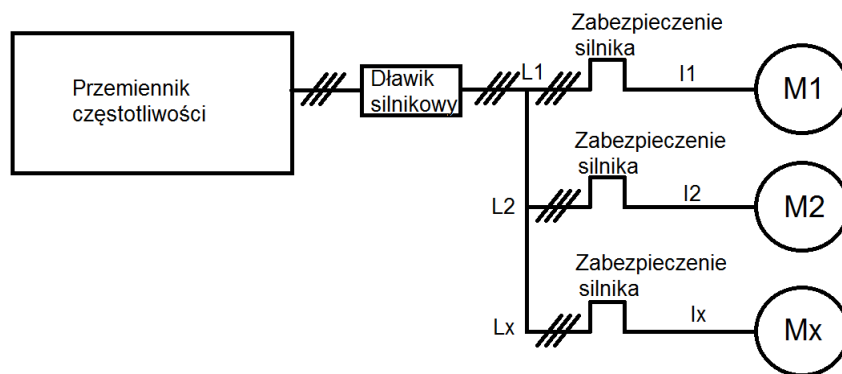 Przemiennik
częstotliwości
Dławik
silnikowy
L1
Zabezpieczenie
silnika
I1
M1
Zabezpieczenie
silnika
L2
I2
M2
Zabezpieczenie
silnika
Lx
Ix
Mx